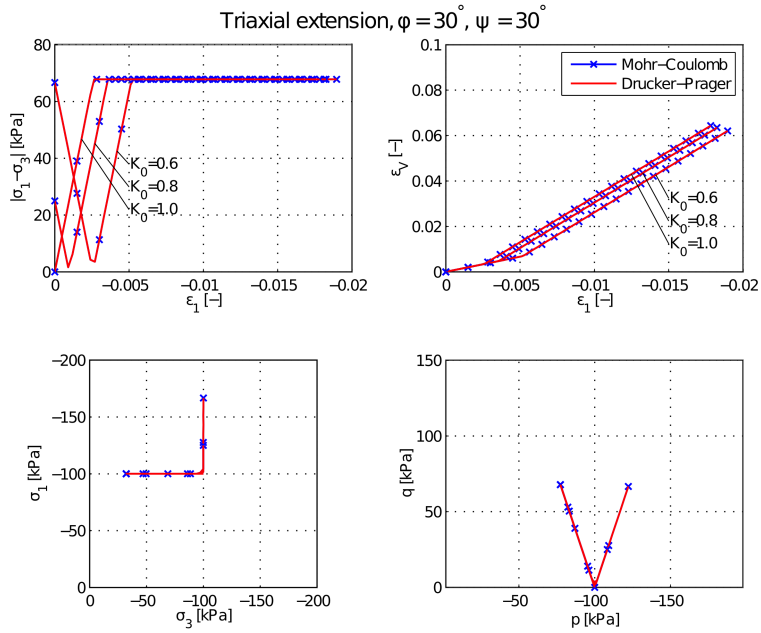 Triaxial extension, φ = 30°, ψ = 30°
80
60
40
20
0
|σ1−σ3| [kPa]
K0=0.6
K0=0.8
K0=1.0
0 −0.005 −0.01 −0.015 −0.02
ε1 [−]
0.1
0.08
0.06
0.04
0.02
0
εV [−]
Mohr−Coulomb
Drucker−Prager
K0=0.6
K0=0.8
K0=1.0
0 −0.005 −0.01 −0.015 −0.02
ε1 [−]
−200
−150
−100
−50
0
σ1 [kPa]
0 −50 −100 −150 −200
σ3 [kPa]
150
100
50
0
q [kPa]
−50 −100 −150
p [kPa]